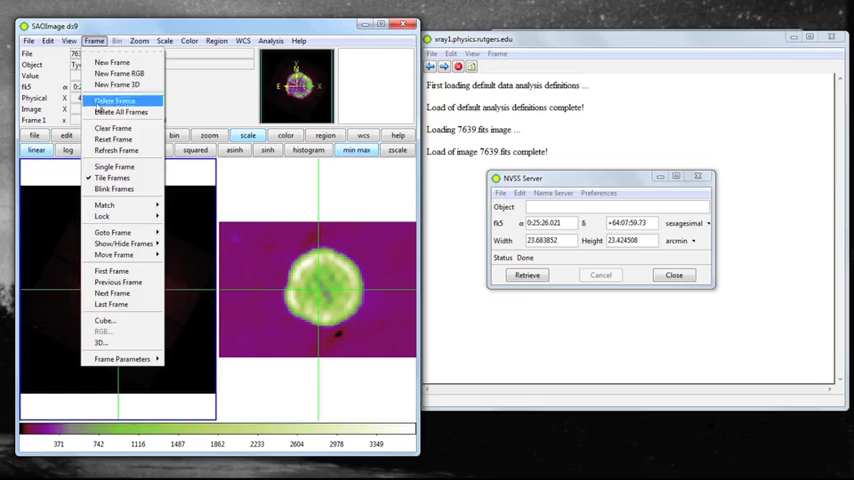 SAOImage ds9
File Edit View Frame Bin Zoom Scale Color Region WCS Analysis Help
File 763
Object Tyc
Value
fk5 α 0:2
Physical X 4
Image X
Frame 1 X
file edit bin zoom scale color region wcs help
linear log squared asinh sinh histogram min max zscale
New Frame
New Frame RGB
New Frame 3D
Delete Frame
Delete All Frames
Clear Frame
Reset Frame
Refresh Frame
Single Frame
Tile Frames
Blink Frames
Match
Lock
Goto Frame
Show/Hide Frames
Move Frame
First Frame
Previous Frame
Next Frame
Last Frame
Cube...
RGB...
3D...
Frame Parameters
Y
N
E X
371 742 1116 1487 1862 2233 2604 2978 3349
xray1.physics.rutgers.edu
File Edit View Frame
First loading default data analysis definitions ...
Load of default analysis definitions complete!
Loading 7639.fits image ...
Load of image 7639.fits complete!
NVSS Server
File Edit Name Server Preferences
Object
fk5 α 0:25:26.021 δ +64:07:59.73 sexagesimal
Width 23.683852 Height 23.424508 arcmin
Status Done
Retrieve Cancel Close